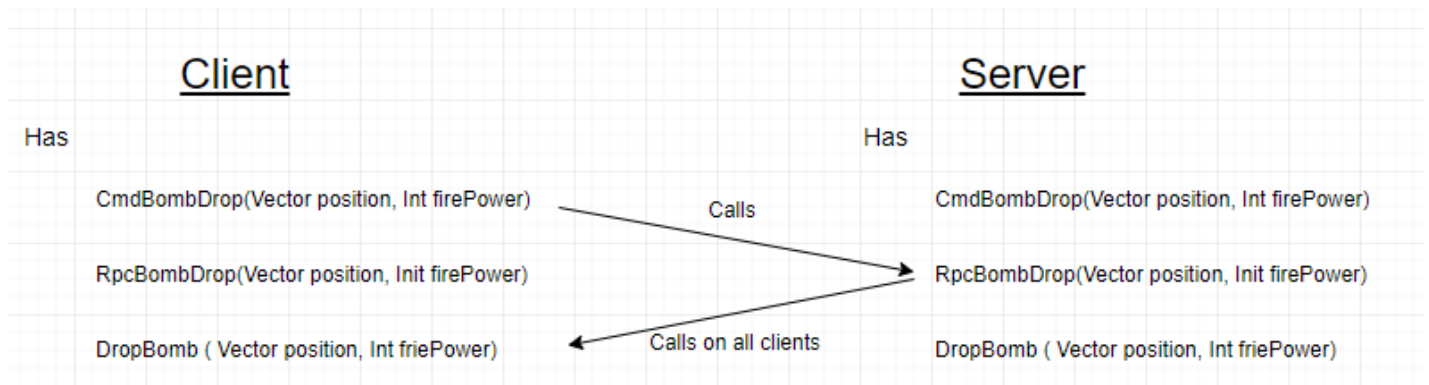 Client
Server
Has
Has
CmdBombDrop(Vector position, Int firePower)
CmdBombDrop(Vector position, Int firePower)
Calls
RpcBombDrop(Vector position, Init firePower)
RpcBombDrop(Vector position, Init firePower)
Calls on all clients
DropBomb ( Vector position, Int friePower)
DropBomb ( Vector position, Int friePower)